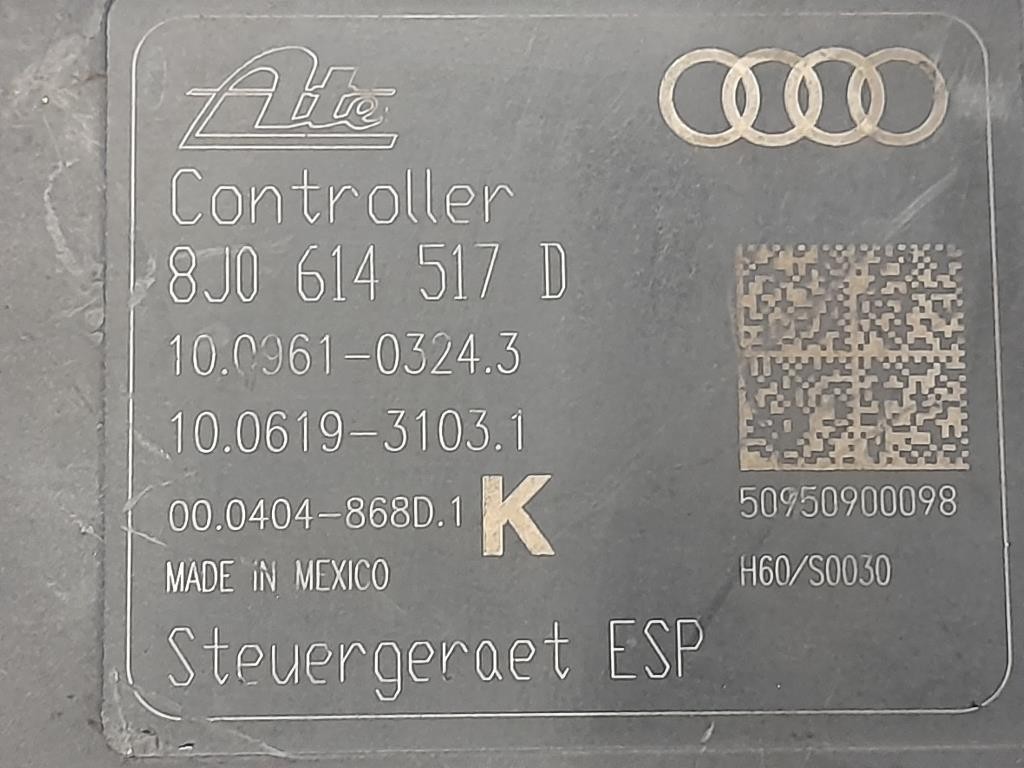 Ate
Controller
8J0 614 517 D
10.0961-0324.3
10.0619-3103.1
00.0404-868D.1 K
MADE IN MEXICO
Steuergeraet ESP
50950900098
H60/S0030